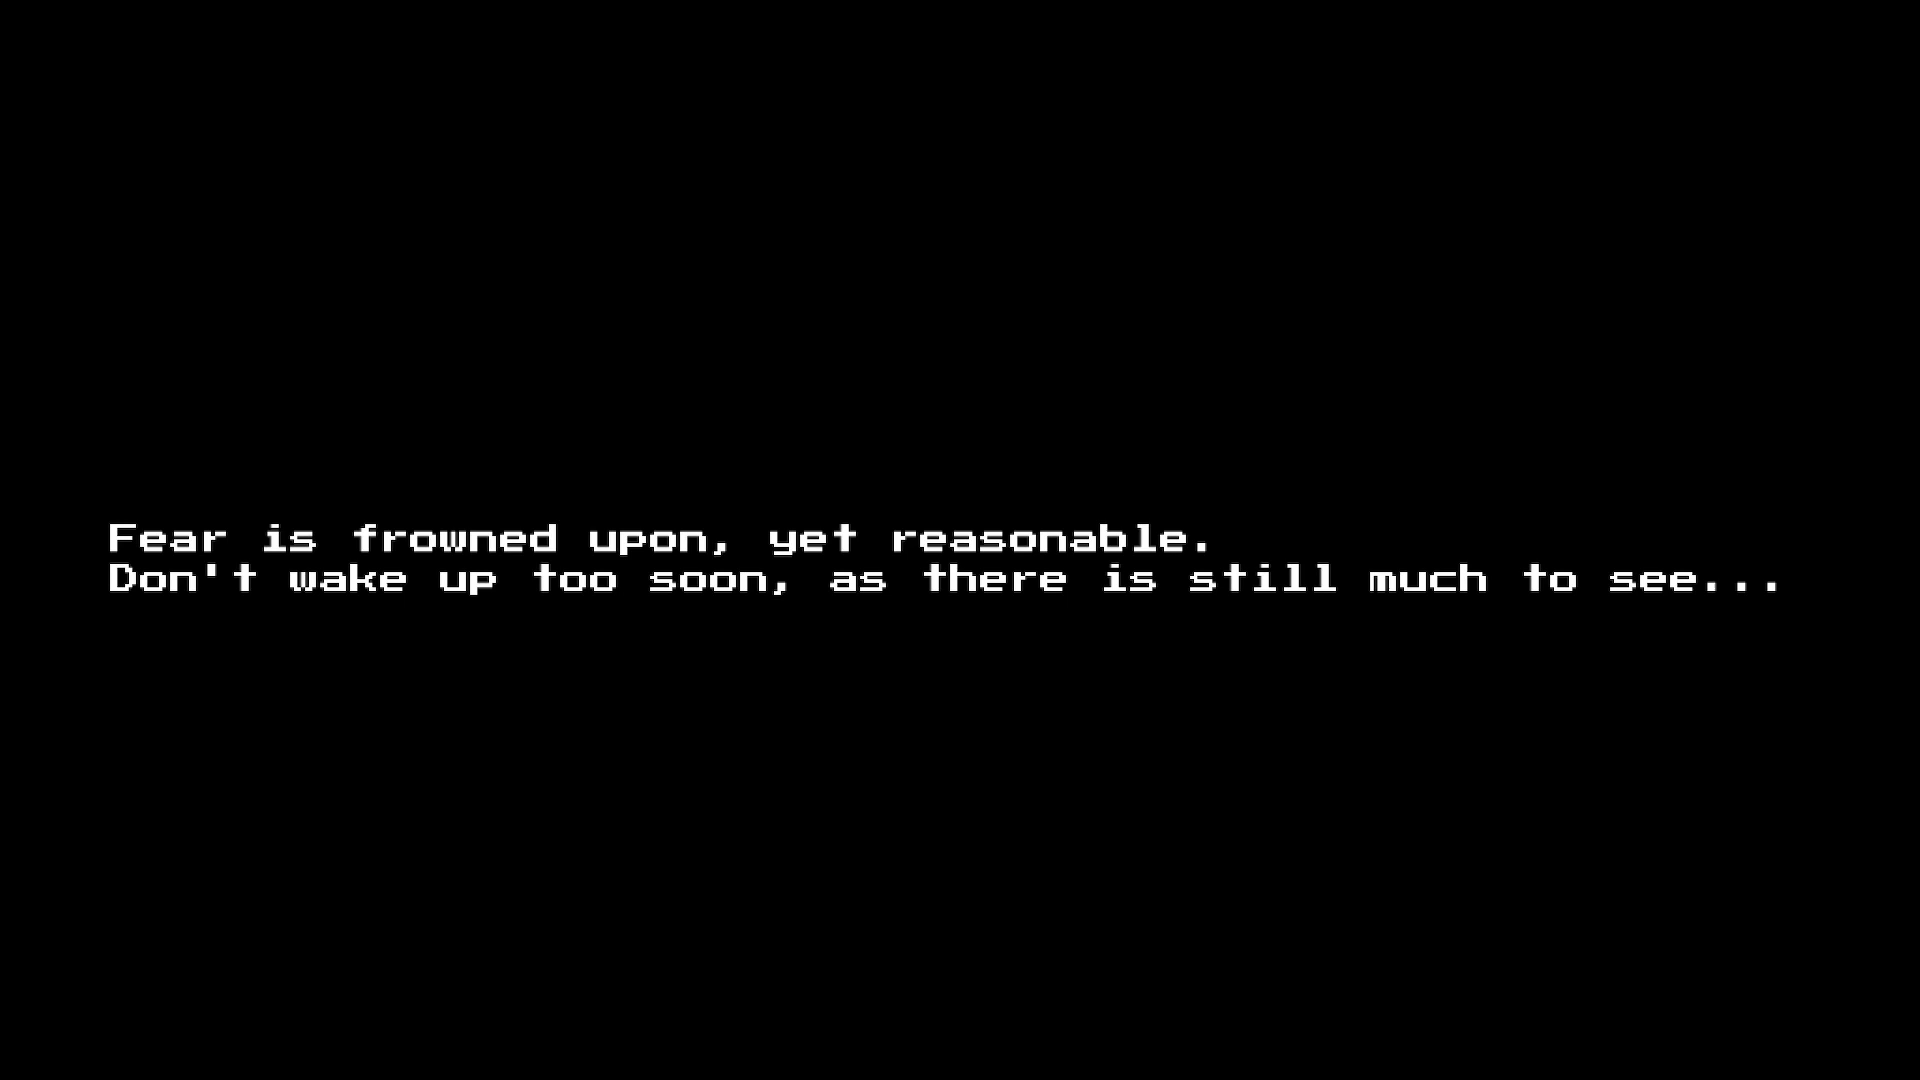 Fear is frowned upon, yet reasonable.
Don't wake up too soon, as there is still much to see...